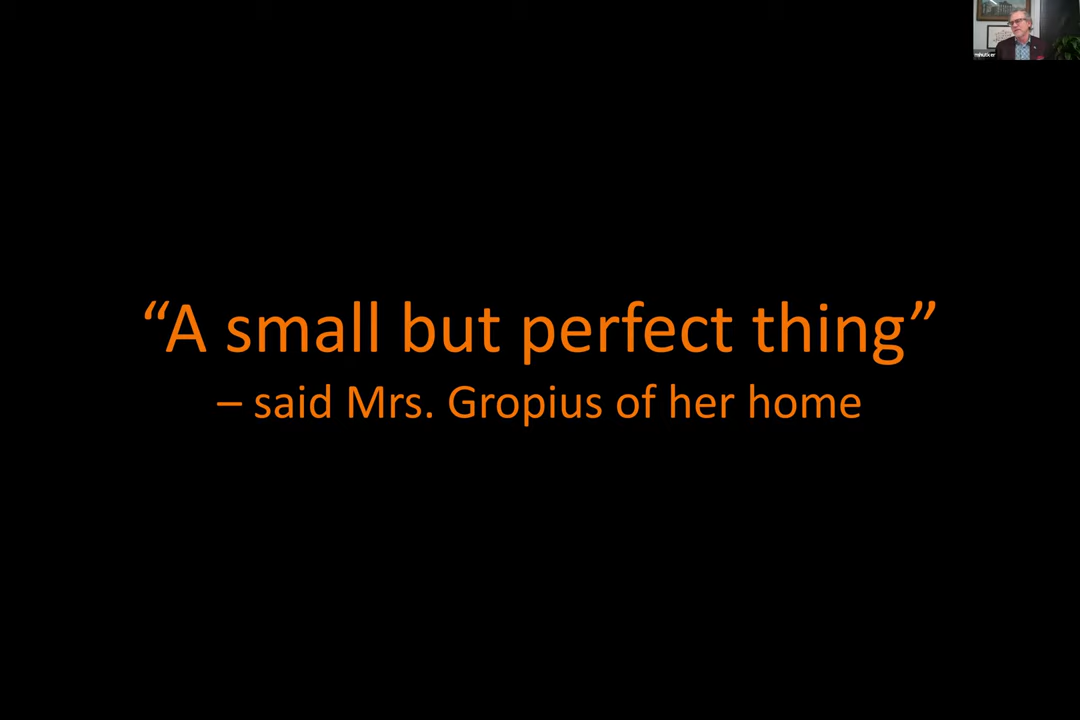 “A small but perfect thing”
– said Mrs. Gropius of her home